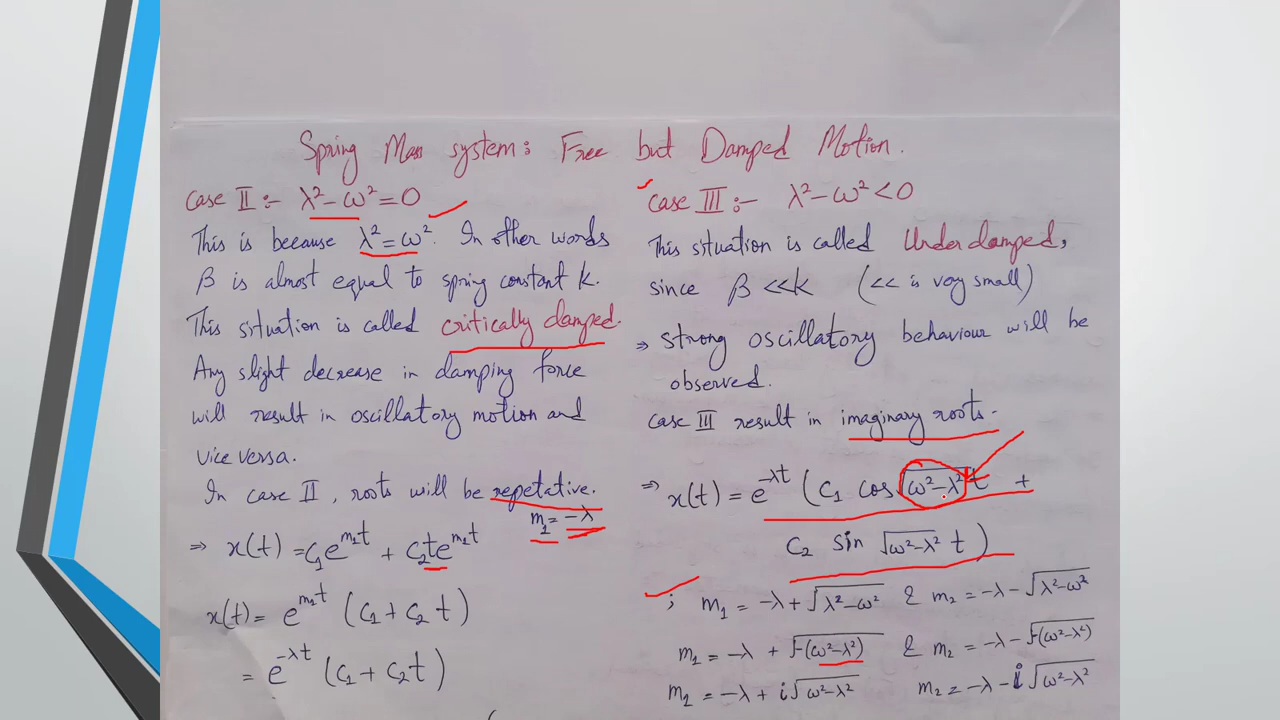 Spring Mass system: Free but Damped Motion.
case II :- λ²-ω²=0
This is because λ²=ω². In other words
β is almost equal to spring constant k.
This situation is called critically damped.
Any slight decrease in damping force
will result in oscillatory motion and
vice versa.
In case II, roots will be repetative.
m₁ = -λ
⇒ x(t) = c₁e^{m₁t} + c₂te^{m₁t}
x(t) = e^{m₁t} (c₁ + c₂ t)
= e^{-λt} (c₁ + c₂t)
case III :- λ²-ω²<0
This situation is called Underdamped,
since β <<k (<< is very small)
⇒ strong oscillatory behaviour will be
observed.
case III result in imaginary roots.
⇒ x(t) = e^{-λt} (c₁ cos √(ω²-λ²) t +
c₂ sin √(ω²-λ²) t)
; m₁ = -λ + √(λ²-ω²) & m₂ = -λ - √(λ²-ω²)
m₁ = -λ + √(-(ω²-λ²)) & m₂ = -λ - √(-(ω²-λ²))
m₁ = -λ + i√(ω²-λ²) m₂ = -λ - i√(ω²-λ²)